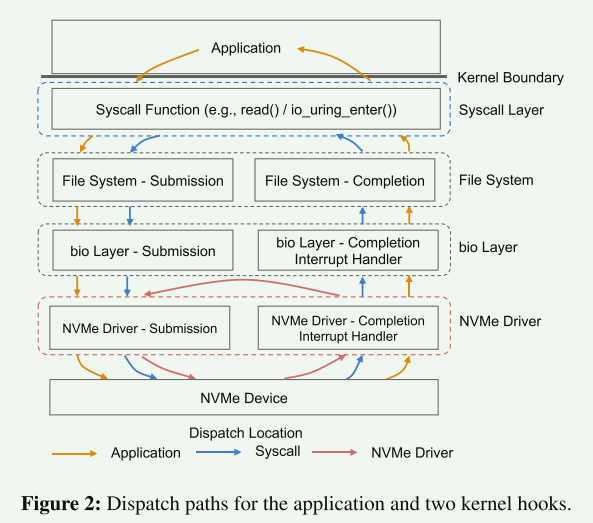 Application
Kernel Boundary
Syscall Function (e.g., read() / io_uring_enter())
Syscall Layer
File System - Submission
File System - Completion
File System
bio Layer - Submission
bio Layer - Completion
Interrupt Handler
bio Layer
NVMe Driver - Submission
NVMe Driver - Completion
Interrupt Handler
NVMe Driver
NVMe Device
Dispatch Location
Application
Syscall
NVMe Driver
Figure 2: Dispatch paths for the application and two kernel hooks.